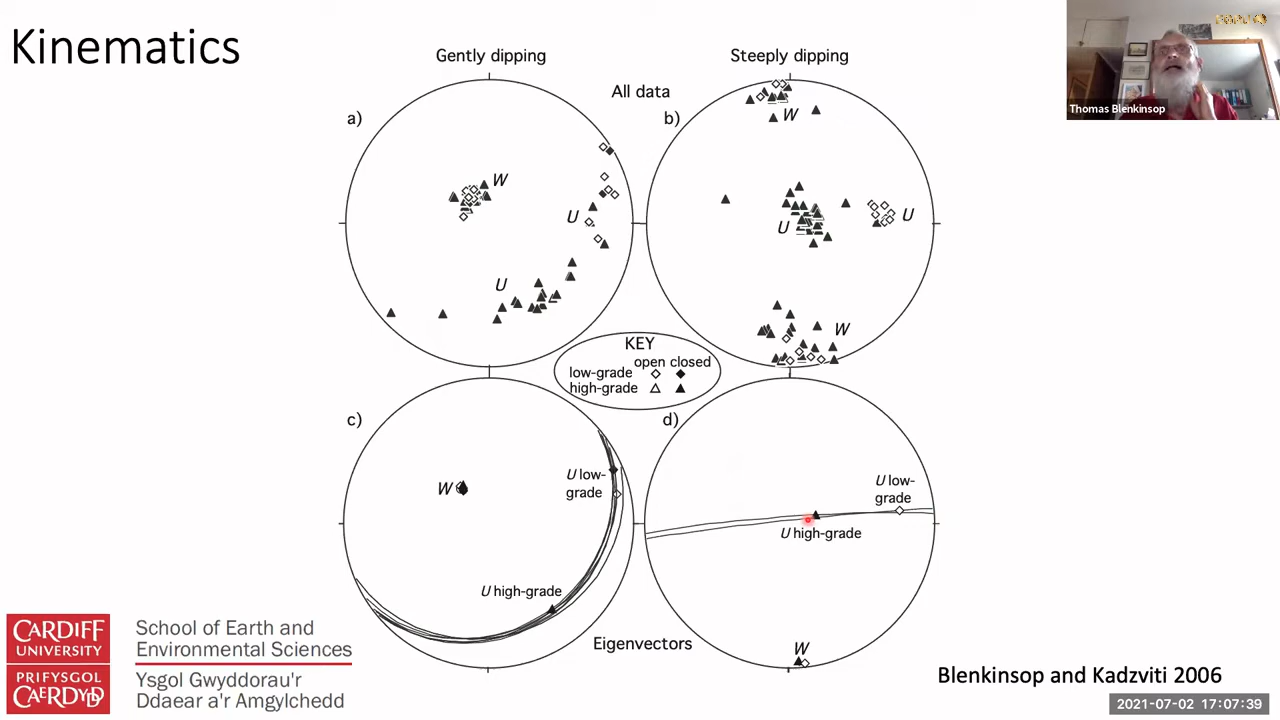 Kinematics
Gently dipping
Steeply dipping
All data
a)
b)
W
U
U
W
U
U
W
KEY
open closed
low-grade
high-grade
c)
d)
W
U low-
grade
U high-grade
U low-
grade
U high-grade
W
Eigenvectors
Thomas Blenkinsop
CARDIFF
UNIVERSITY
PRIFYSGOL
CAERDYDD
School of Earth and
Environmental Sciences
Ysgol Gwyddorau'r
Ddaear a'r Amgylchedd
Blenkinsop and Kadzviti 2006
2021-07-02 17:07:39